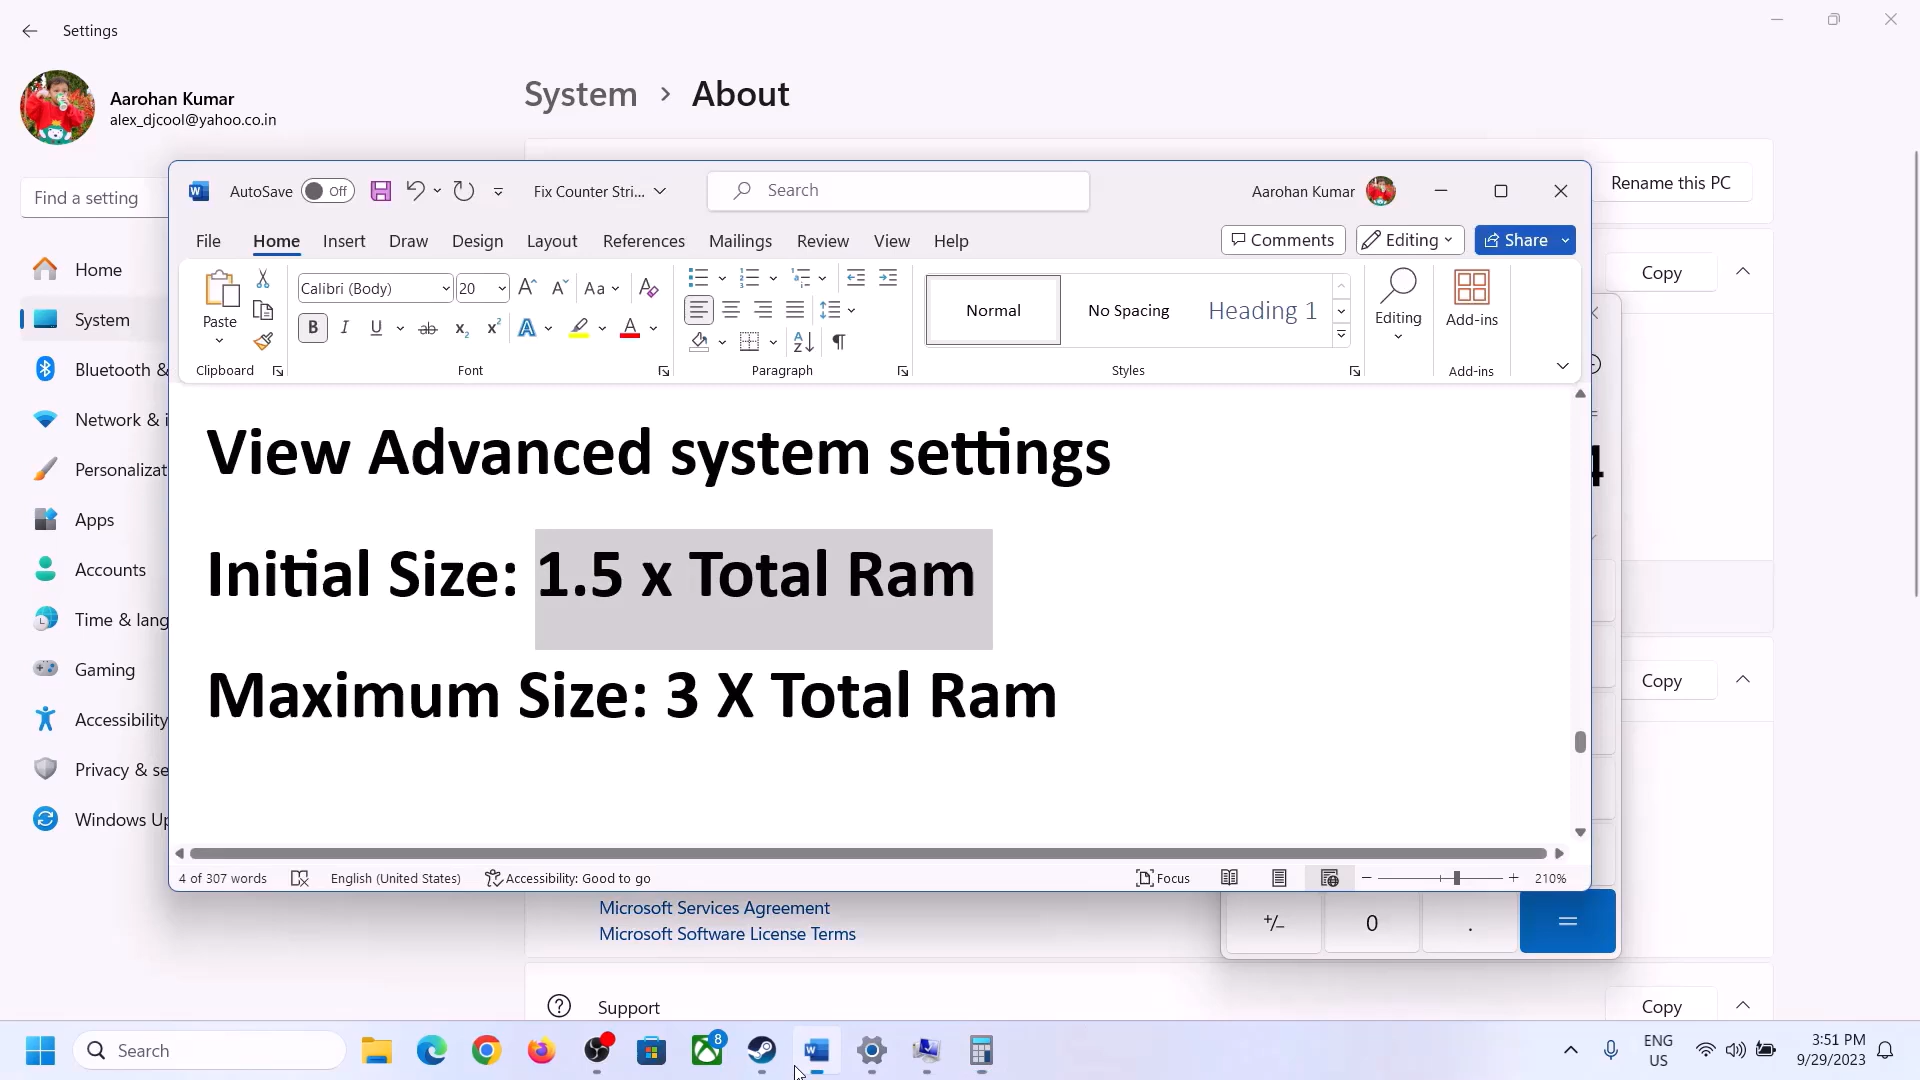 Settings
Aarohan Kumar
alex_djcool@yahoo.co.in
System > About
Find a setting
Home
System
Bluetooth &
Network & i
Personalizat
Apps
Accounts
Time & lang
Gaming
Accessibility
Privacy & se
Windows Up
Rename this PC
Copy
Copy
Copy
AutoSave Off
Fix Counter Stri...
Search
Aarohan Kumar
File Home Insert Draw Design Layout References Mailings Review View Help
Comments Editing Share
Paste
Calibri (Body) 20
Normal No Spacing Heading 1
Editing
Add-ins
Clipboard Font Paragraph Styles Add-ins
View Advanced system settings
Initial Size: 1.5 x Total Ram
Maximum Size: 3 X Total Ram
4 of 307 words English (United States) Accessibility: Good to go Focus 210%
Microsoft Services Agreement
Microsoft Software License Terms
+/- 0 . =
Support
Search
8
ENG
US
3:51 PM
9/29/2023